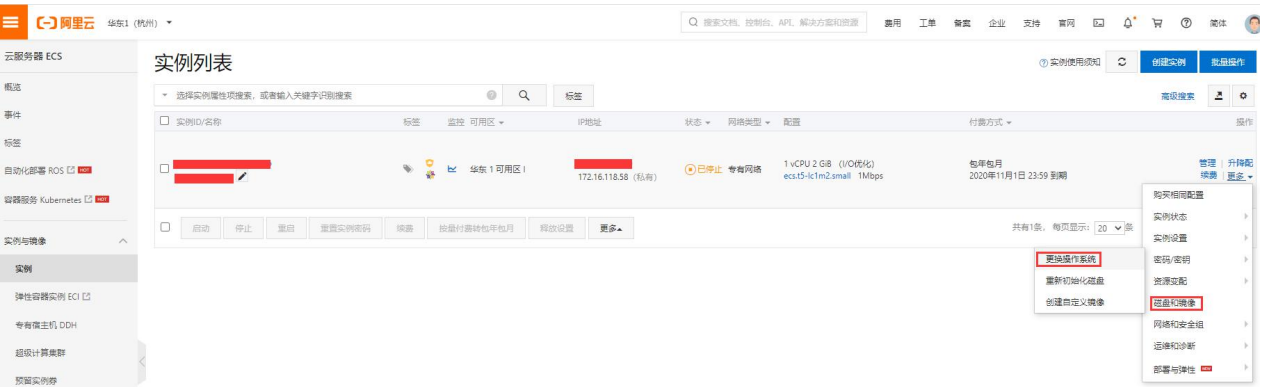 阿里云 华东1（杭州） 搜索文档、控制台、API、解决方案和资源 费用 工单 备案 企业 支持 官网 简体
云服务器 ECS
概览
事件
标签
自动化部署 ROS HOT
容器服务 Kubernetes HOT
实例与镜像
实例
弹性容器实例 ECI
专有宿主机 DDH
超级计算集群
预留实例券
实例列表
实例使用须知 创建实例 批量操作
选择实例属性项搜索，或者输入关键字识别搜索 标签 高级搜索
实例ID/名称 标签 监控 可用区 IP地址 状态 网络类型 配置 付费方式 操作
华东 1 可用区 I 172.16.118.58（私有） 已停止 专有网络
1 vCPU 2 GiB （I/O优化）
ecs.t5-lc1m2.small 1Mbps
包年包月
2020年11月1日 23:59 到期
管理 | 升降配
续费 | 更多
启动 停止 重启 重置实例密码 续费 按量付费转包年包月 释放设置 更多 共有1条，每页显示：20 条
购买相同配置
实例状态
实例设置
密码/密钥
资源变配
磁盘和镜像
网络和安全组
运维和诊断
部署与弹性 NEW
更换操作系统
重新初始化磁盘
创建自定义镜像